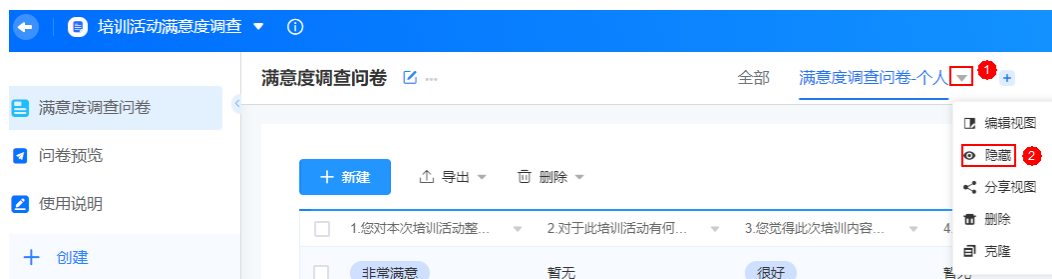 培训活动满意度调查
满意度调查问卷 ... 全部 满意度调查问卷-个人 1 +
满意度调查问卷
问卷预览
使用说明
+ 创建
+ 新建 导出 删除
1.您对本次培训活动整... 2.对于此培训活动有何... 3.您觉得此次培训内容... 4.
非常满意 暂无 很好 暂无
编辑视图
隐藏 2
分享视图
删除
克隆